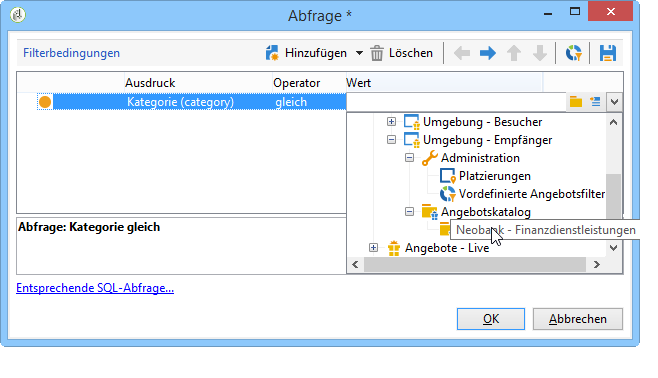 Abfrage *
Filterbedingungen Hinzufügen Löschen
Ausdruck Operator Wert
Kategorie (category) gleich
Umgebung - Besucher
Umgebung - Empfänger
Administration
Platzierungen
Vordefinierte Angebotsfilter
Angebotskatalog
Neobank - Finanzdienstleistungen
Angebote - Live
Abfrage: Kategorie gleich
Entsprechende SQL-Abfrage...
OK Abbrechen